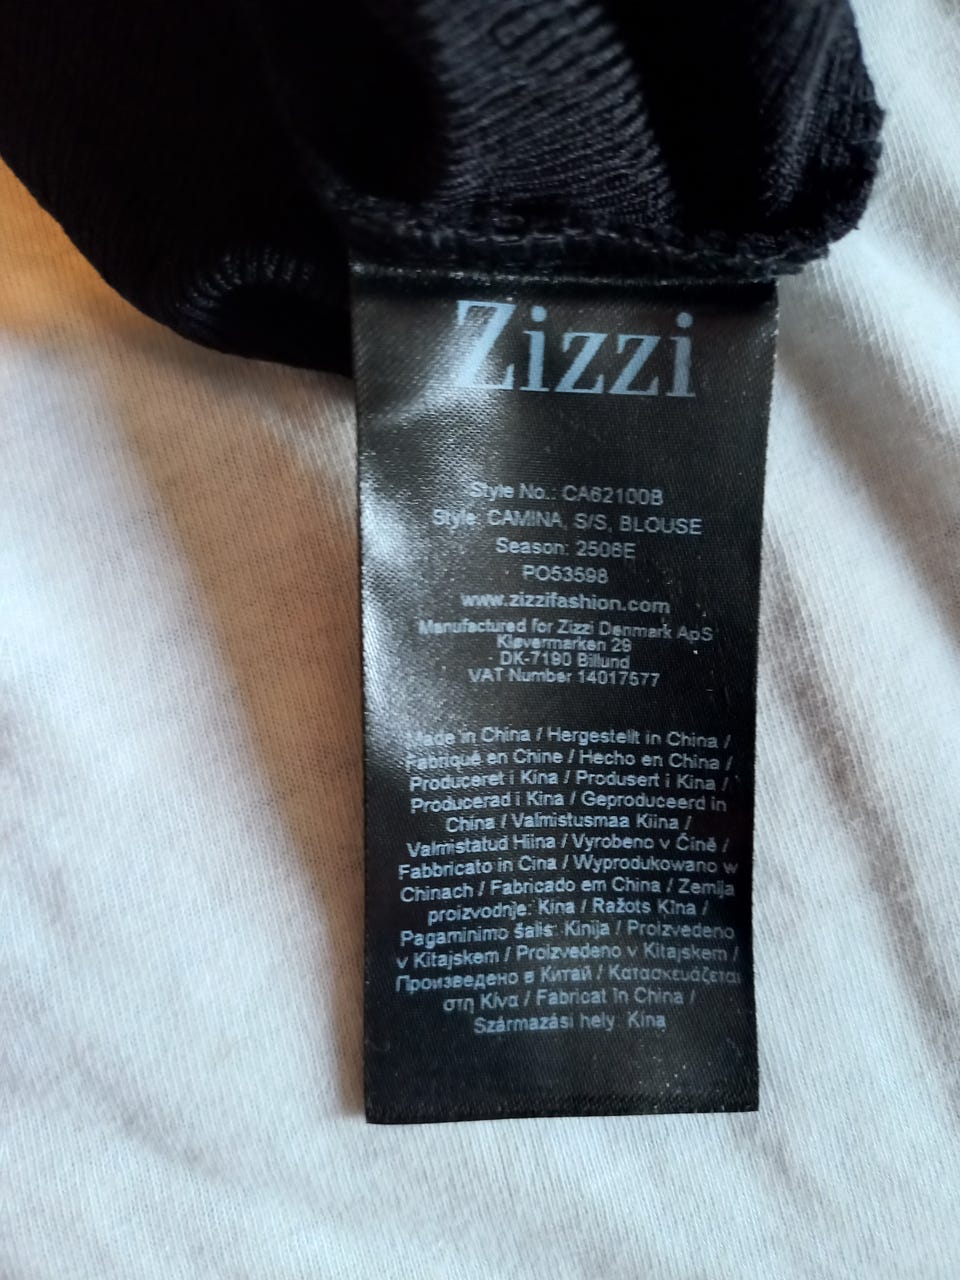 Zizzi
Style No.: CA62100B
Style: CAMINA, S/S, BLOUSE
Season: 2506E
PO53598
www.zizzifashion.com
Manufactured for Zizzi Denmark ApS
Kløvermarken 29
DK-7190 Billund
VAT Number 14017577
Made in China / Hergestellt in China /
Fabriqué en Chine / Hecho en China /
Produceret i Kina / Produsert i Kina /
Producerad i Kina / Geproduceerd in
China / Valmistusmaa Kiina /
Valmistatud Hiina / Vyrobeno v Číně /
Fabbricato in Cina / Wyprodukowano w
Chinach / Fabricado em China / Zemlja
proizvodnje: Kina / Ražots Ķīna /
Pagaminimo šalis: Kinija / Proizvedeno
v Kitajskem / Proizvedeno v Kitajskem /
Произведено в Китай / Κατασκευάζεται
στη Κίνα / Fabricat în China /
Származási hely: Kína